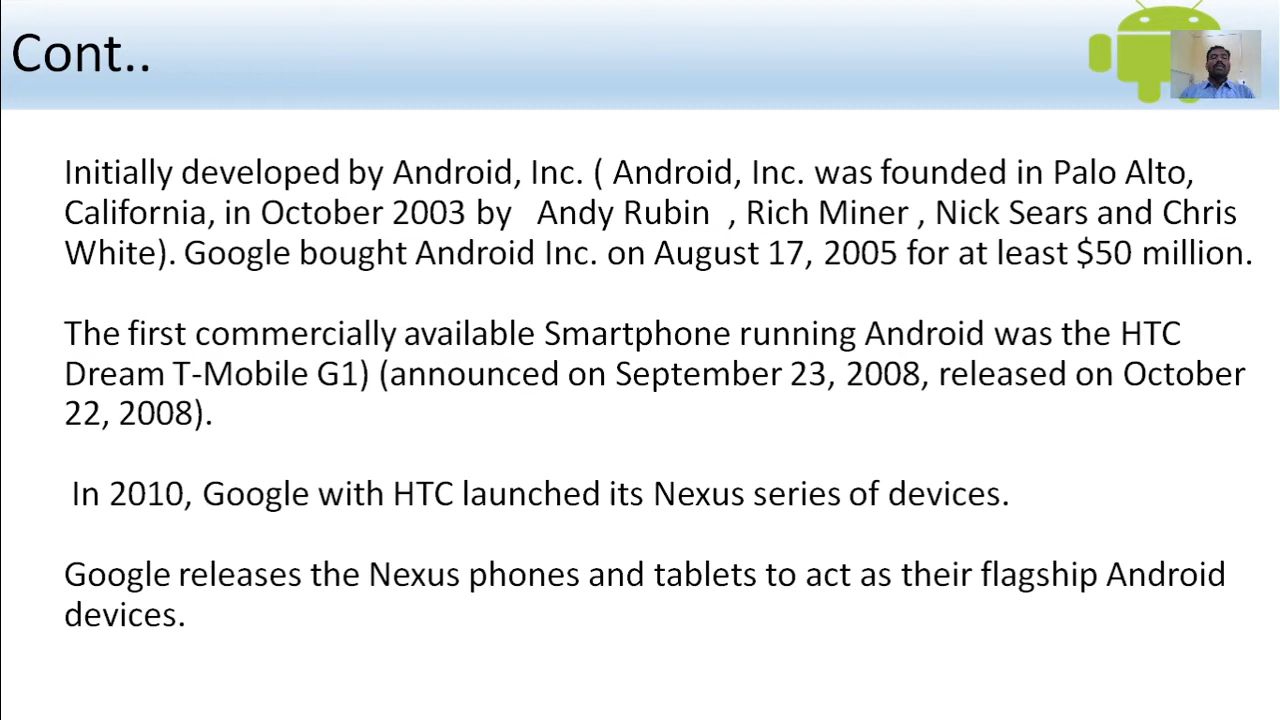 Cont..
Initially developed by Android, Inc. ( Android, Inc. was founded in Palo Alto,
California, in October 2003 by Andy Rubin , Rich Miner , Nick Sears and Chris
White). Google bought Android Inc. on August 17, 2005 for at least $50 million.
The first commercially available Smartphone running Android was the HTC
Dream T-Mobile G1) (announced on September 23, 2008, released on October
22, 2008).
In 2010, Google with HTC launched its Nexus series of devices.
Google releases the Nexus phones and tablets to act as their flagship Android
devices.